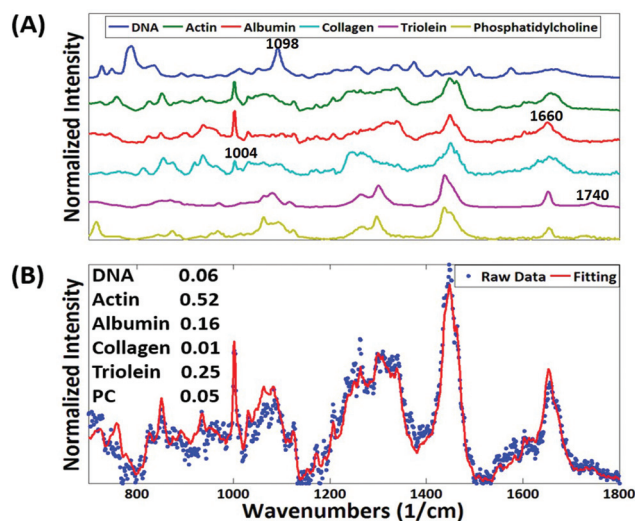 (A)
DNA Actin Albumin Collagen Triolein Phosphatidylcholine
1098
1660
1004
1740
Normalized Intensity
(B)
DNA 0.06
Actin 0.52
Albumin 0.16
Collagen 0.01
Triolein 0.25
PC 0.05
Raw Data Fitting
Normalized Intensity
800 1000 1200 1400 1600 1800
Wavenumbers (1/cm)